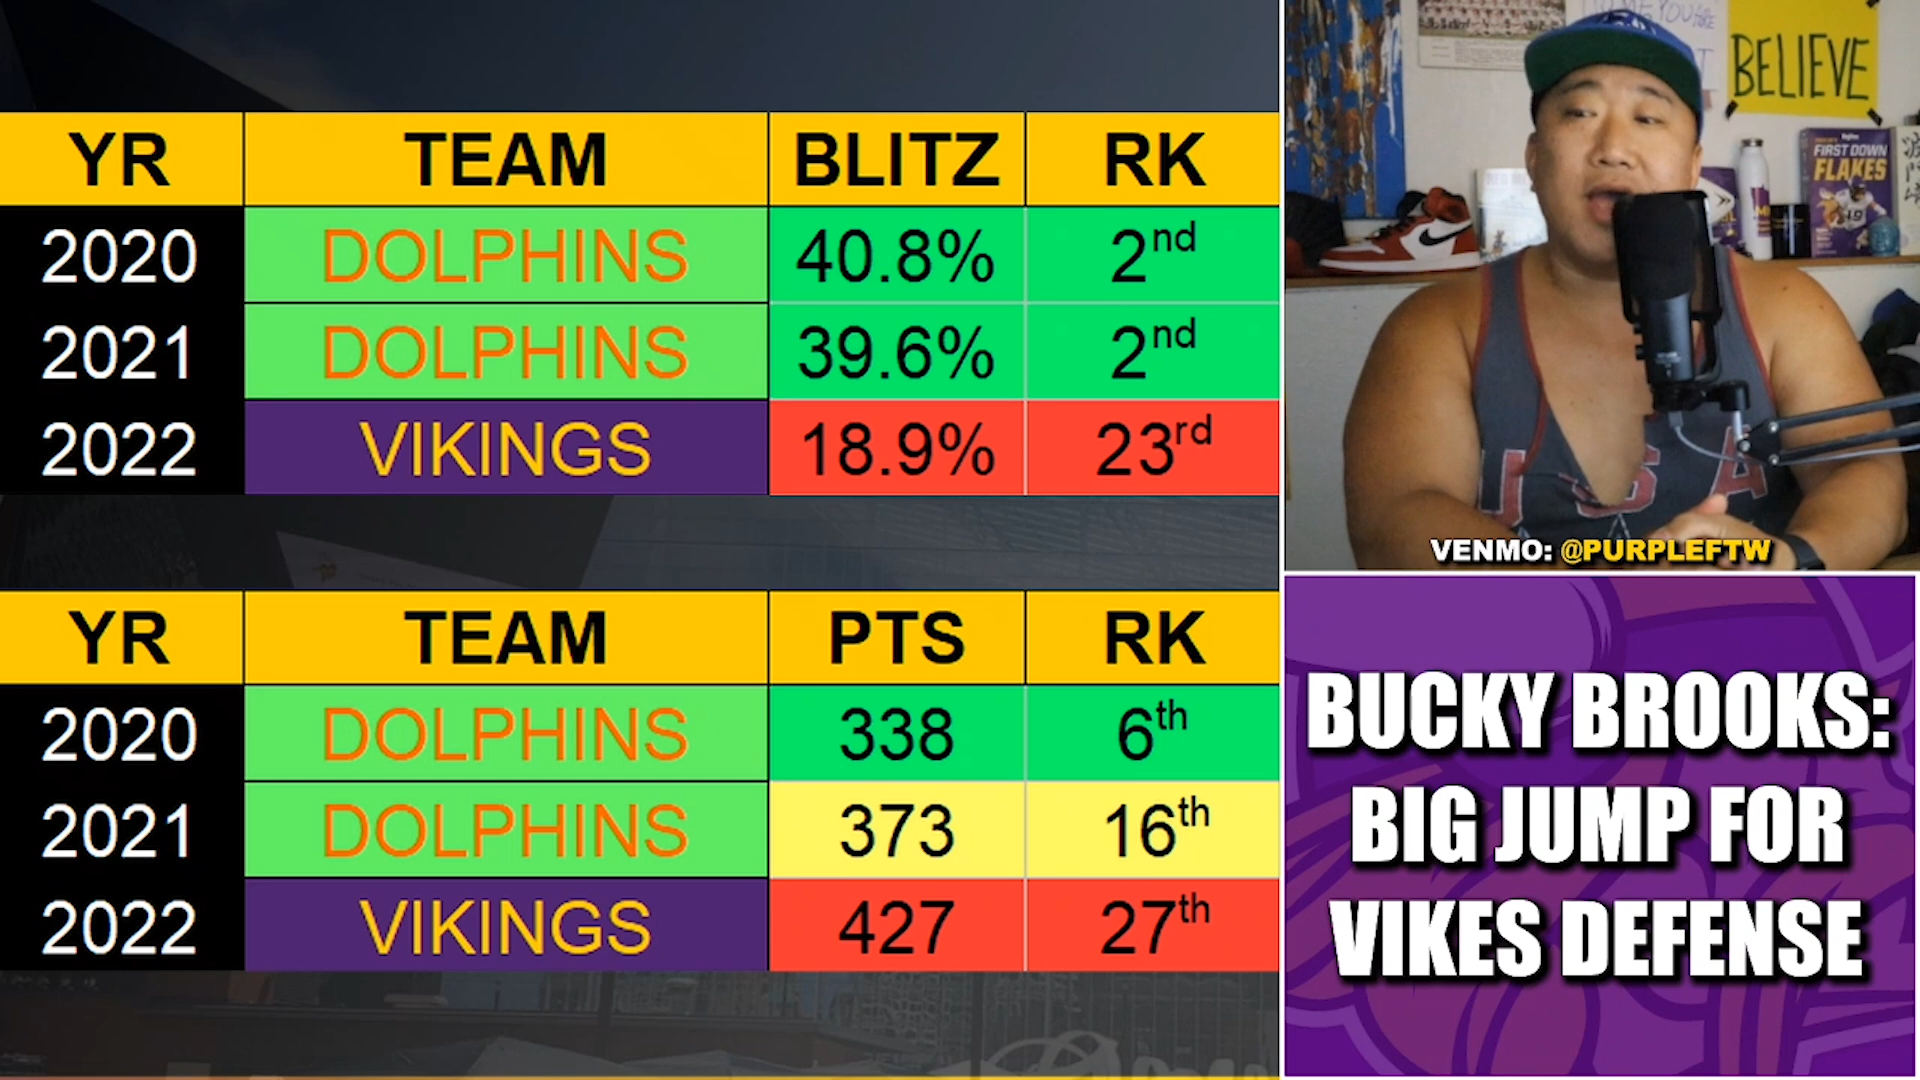 YR TEAM BLITZ RK
2020 DOLPHINS 40.8% 2nd
2021 DOLPHINS 39.6% 2nd
2022 VIKINGS 18.9% 23rd
YR TEAM PTS RK
2020 DOLPHINS 338 6th
2021 DOLPHINS 373 16th
2022 VIKINGS 427 27th
BELIEVE
FIRST DOWN
FLAKES
19
USA
VENMO: @PURPLEFTW
BUCKY BROOKS:
BIG JUMP FOR
VIKES DEFENSE